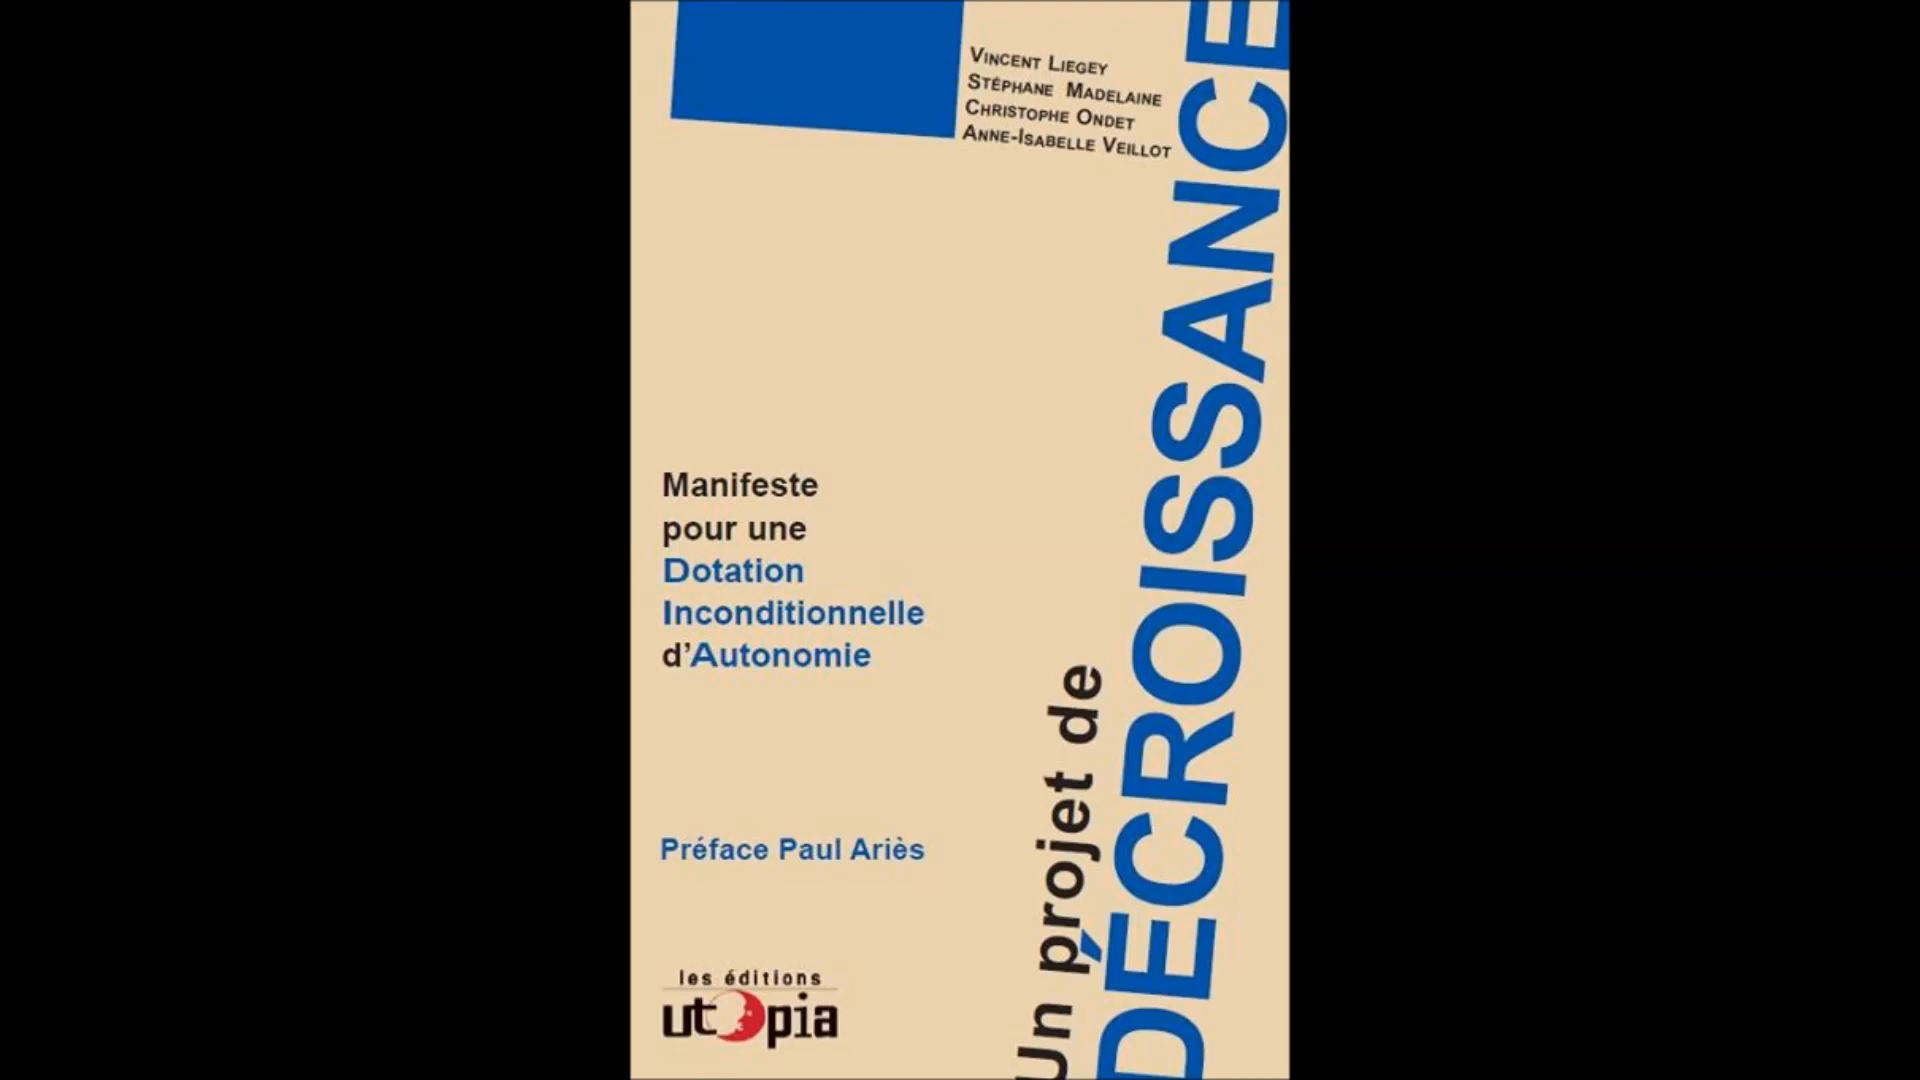 Vincent Liegey
Stéphane Madelaine
Christophe Ondet
Anne-Isabelle Veillot
Un projet de
DÉCROISSANCE
Manifeste
pour une
Dotation
Inconditionnelle
d'Autonomie
Préface Paul Ariès
les éditions
utopia